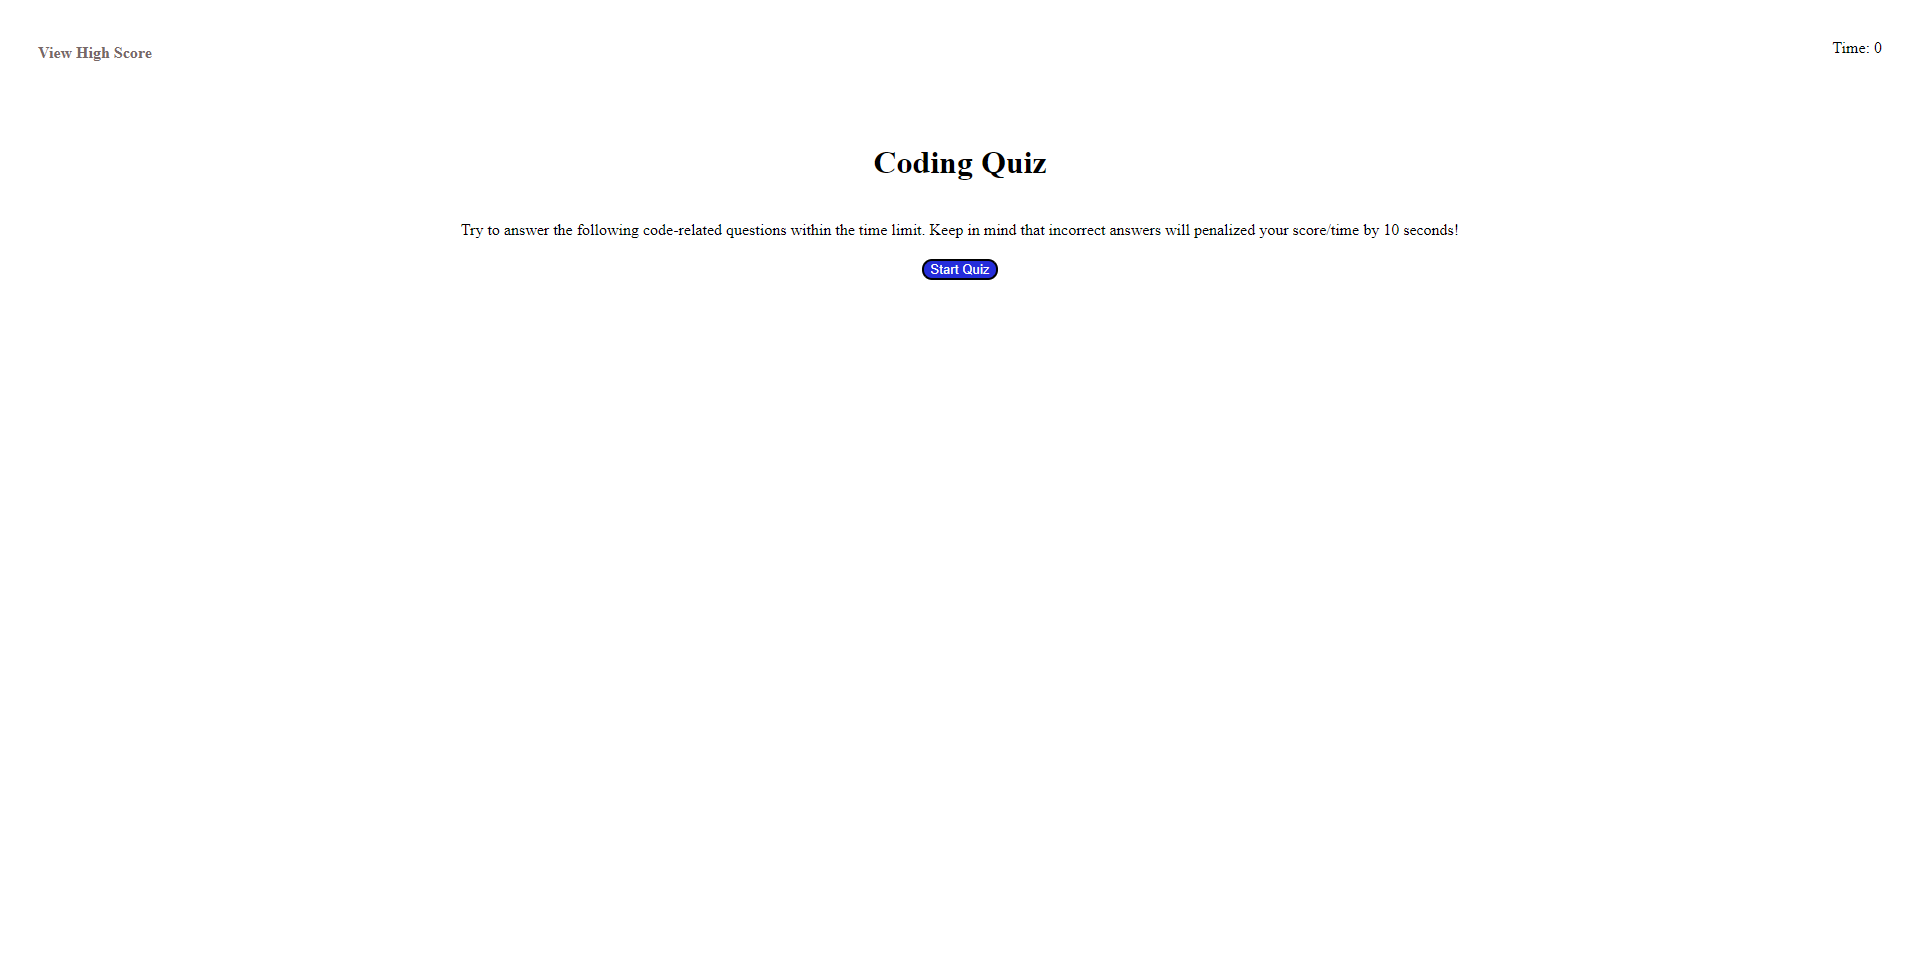 View High Score
Time: 0
Coding Quiz
Try to answer the following code-related questions within the time limit. Keep in mind that incorrect answers will penalized your score/time by 10 seconds!
Start Quiz